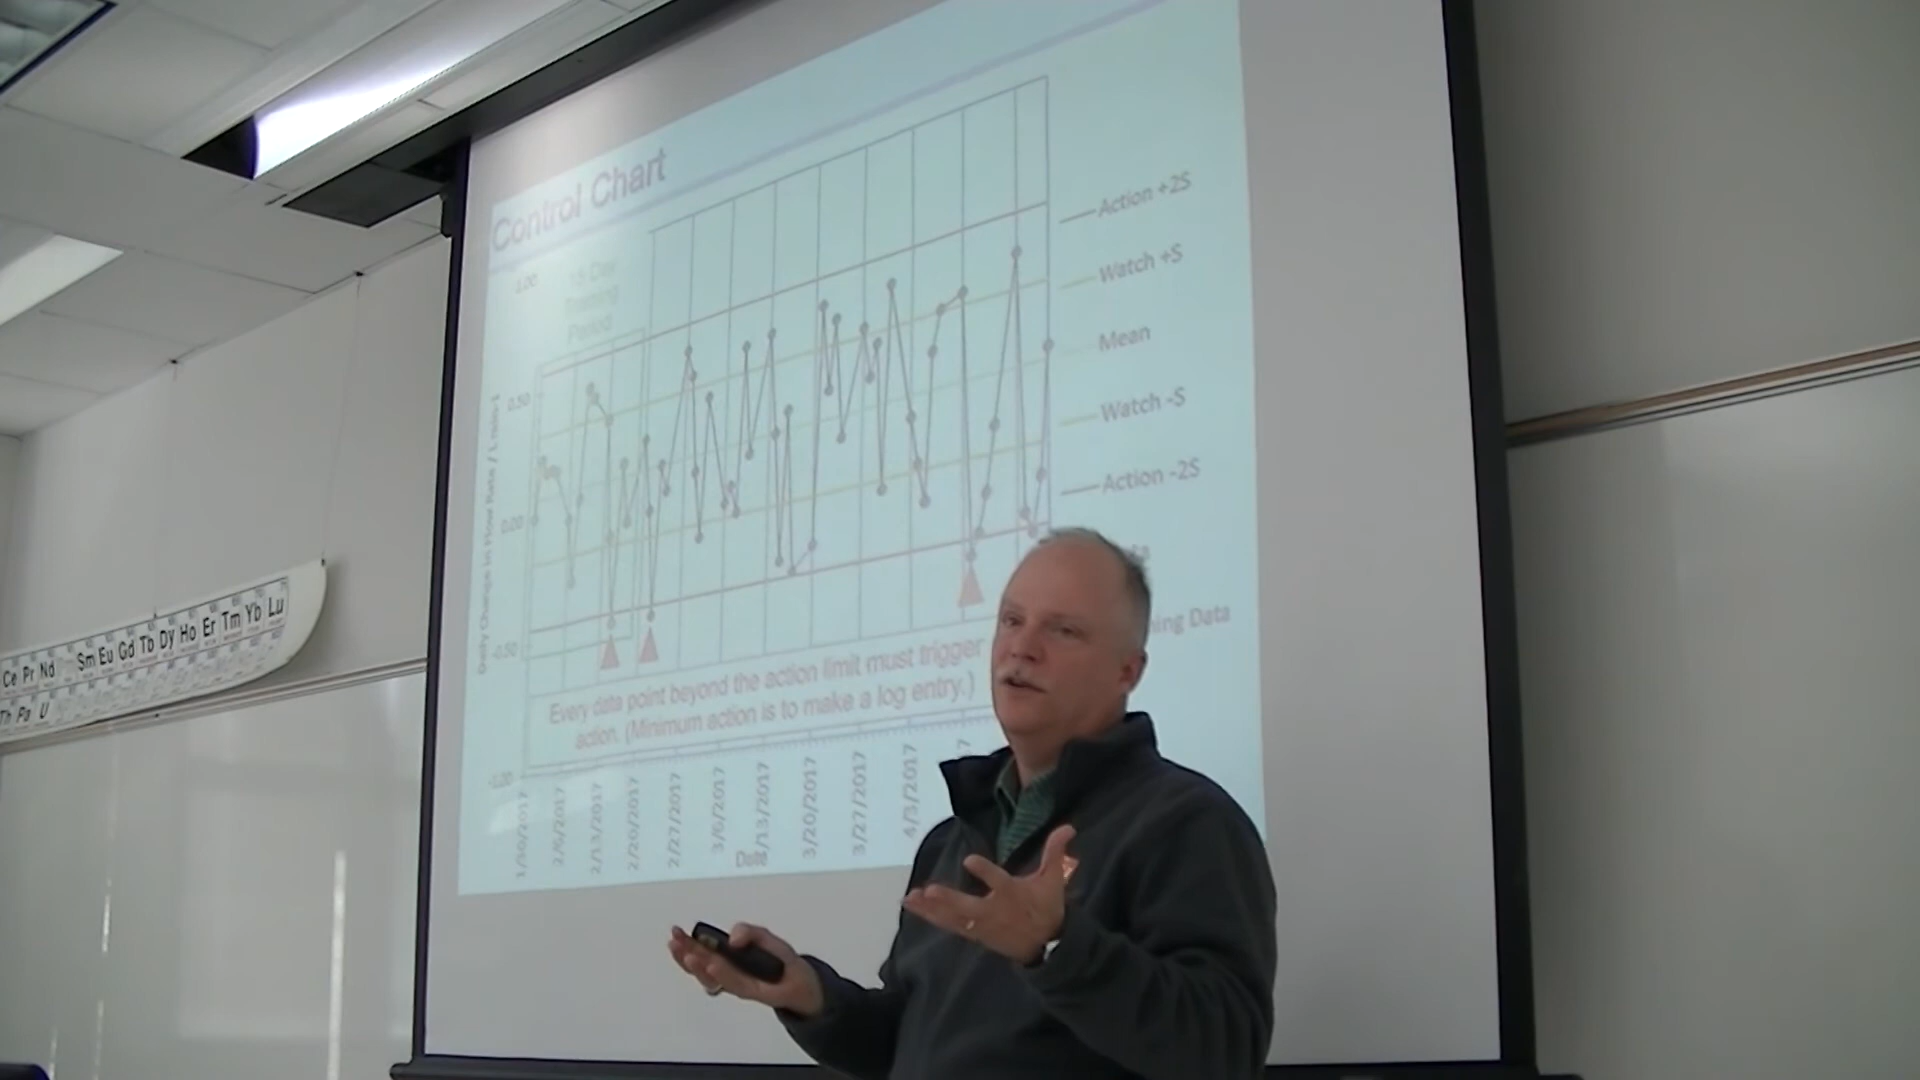 Control Chart
1.00
15 Day
Training
Period
0.50
0.00
-0.50
-1.00
Daily Change in Flow Rate / L min-1
Action +2S
Watch +S
Mean
Watch -S
Action -2S
ning Data
Every data point beyond the action limit must trigger
action. (Minimum action is to make a log entry.)
1/30/2017
2/6/2017
2/13/2017
2/20/2017
2/27/2017
3/6/2017
3/13/2017
3/20/2017
3/27/2017
4/3/2017
Date
Ce Pr Nd Sm Eu Gd Tb Dy Ho Er Tm Yb Lu
Th Pa U